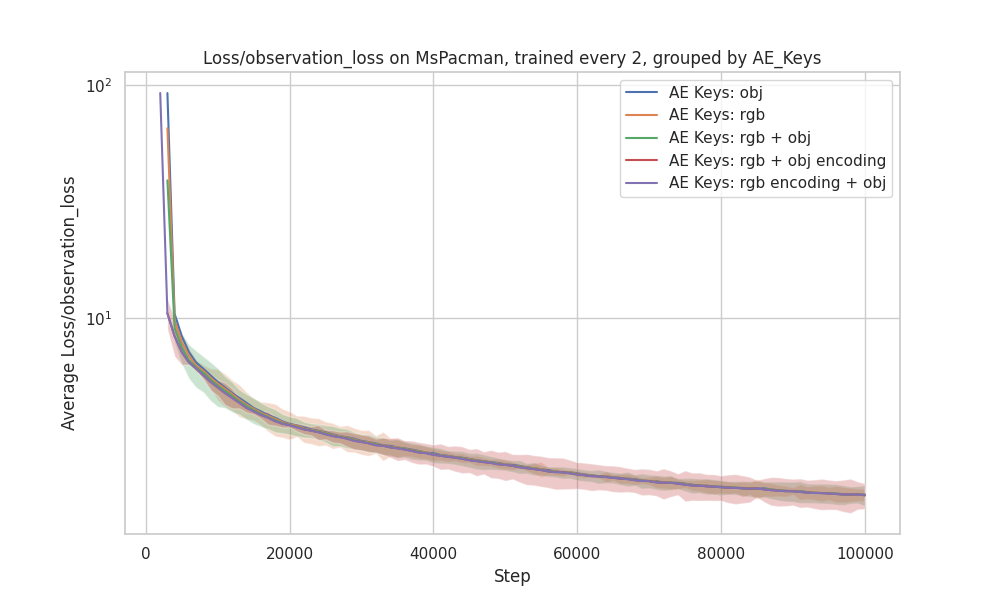 Loss/observation_loss on MsPacman, trained every 2, grouped by AE_Keys
AE Keys: obj
AE Keys: rgb
AE Keys: rgb + obj
AE Keys: rgb + obj encoding
AE Keys: rgb encoding + obj
Average Loss/observation_loss
10²
10¹
0
20000
40000
60000
80000
100000
Step